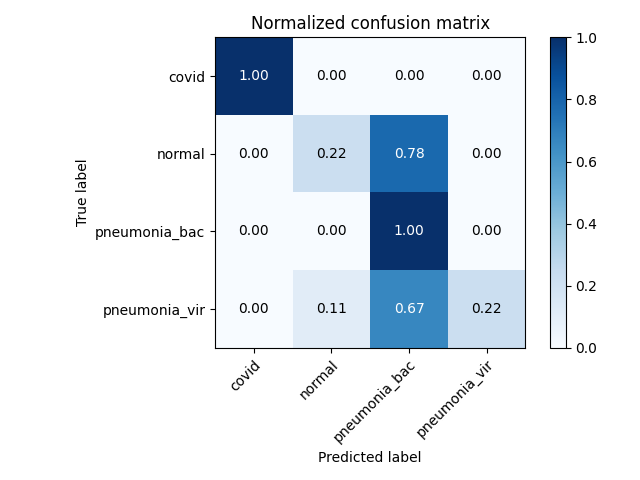 Normalized confusion matrix
True label
covid 1.00 0.00 0.00 0.00
normal 0.00 0.22 0.78 0.00
pneumonia_bac 0.00 0.00 1.00 0.00
pneumonia_vir 0.00 0.11 0.67 0.22
covid normal pneumonia_bac pneumonia_vir
Predicted label
1.0
0.8
0.6
0.4
0.2
0.0